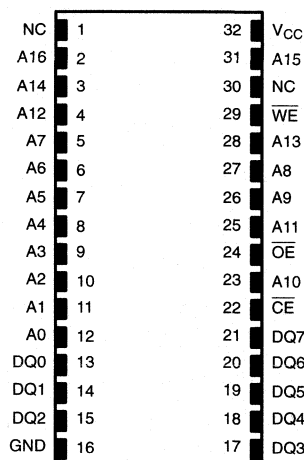 NC 1 32 VCC
A16 2 31 A15
A14 3 30 NC
A12 4 29 WE
A7 5 28 A13
A6 6 27 A8
A5 7 26 A9
A4 8 25 A11
A3 9 24 OE
A2 10 23 A10
A1 11 22 CE
A0 12 21 DQ7
DQ0 13 20 DQ6
DQ1 14 19 DQ5
DQ2 15 18 DQ4
GND 16 17 DQ3